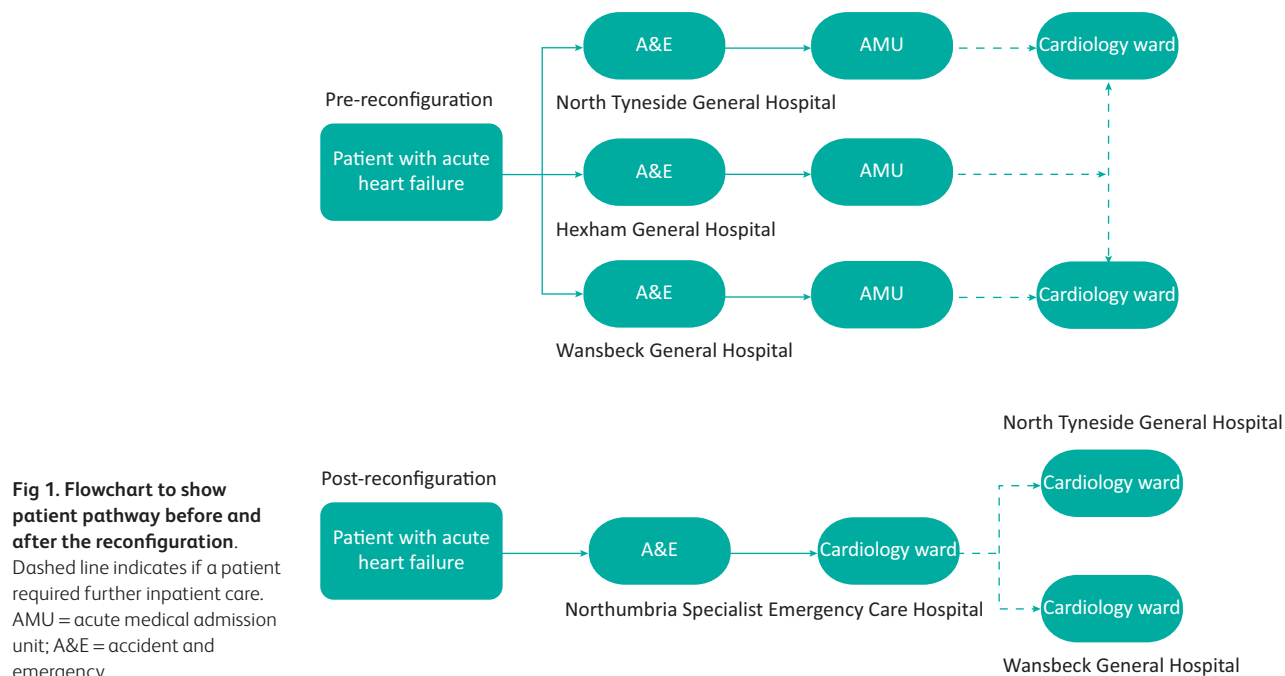 A&E
AMU
Cardiology ward
North Tyneside General Hospital
Pre-reconfiguration
Patient with acute
heart failure
A&E
AMU
Hexham General Hospital
A&E
AMU
Cardiology ward
Wansbeck General Hospital
North Tyneside General Hospital
Post-reconfiguration
Cardiology ward
Patient with acute
heart failure
A&E
Cardiology ward
Northumbria Specialist Emergency Care Hospital
Cardiology ward
Wansbeck General Hospital
Fig 1. Flowchart to show
patient pathway before and
after the reconfiguration.
Dashed line indicates if a patient
required further inpatient care.
AMU = acute medical admission
unit; A&E = accident and
emergency